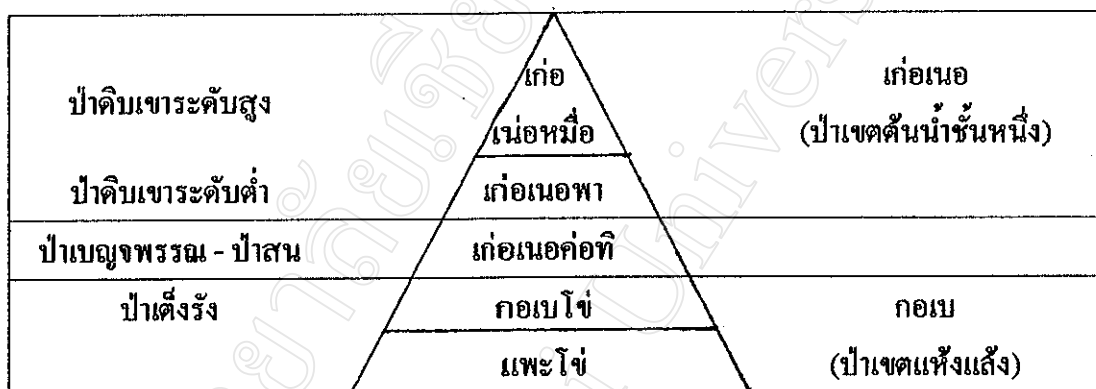 ป่าดิบเขาระดับสูง
เก่อ
เน่อหมื่อ
เก่อเนอ
(ป่าเขตต้นน้ำชั้นหนึ่ง)
ป่าดิบเขาระดับต่ำ
เก่อเนอพา
ป่าเบญจพรรณ - ป่าสน
เก่อเนอค่อที
ป่าเต็งรัง
กอเบโข่
กอเบ
แพะโข่
(ป่าเขตแห้งแล้ง)